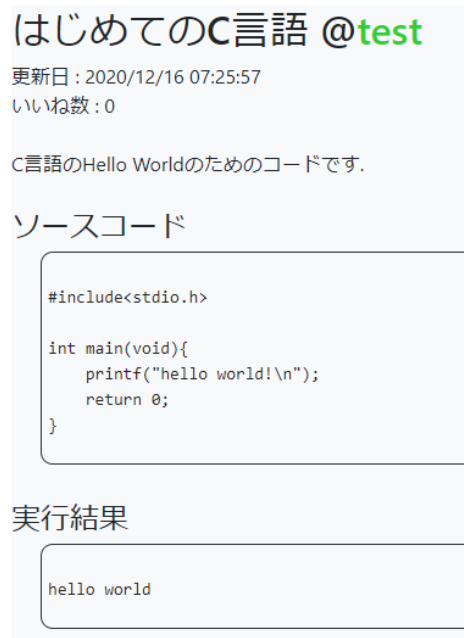 はじめてのC言語 @test
更新日 : 2020/12/16 07:25:57
いいね数 : 0
C言語のHello Worldのためのコードです.
ソースコード
#include<stdio.h>
int main(void){
    printf("hello world!\n");
    return 0;
}
実行結果
hello world